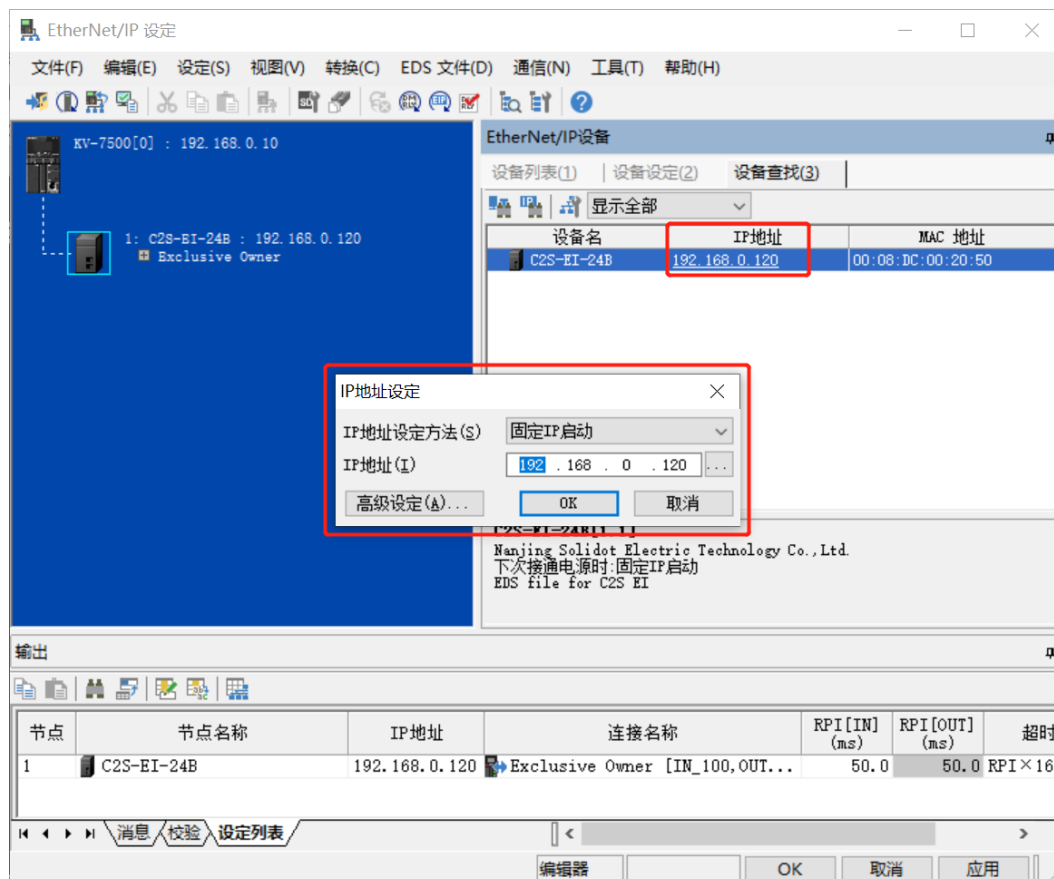 EtherNet/IP 设定
文件(F) 编辑(E) 设定(S) 视图(V) 转换(C) EDS 文件(D) 通信(N) 工具(T) 帮助(H)
KV-7500[0] : 192.168.0.10
1: C2S-EI-24B : 192.168.0.120
Exclusive Owner
EtherNet/IP设备
设备列表(1) 设备设定(2) 设备查找(3)
显示全部
设备名 IP地址 MAC 地址
C2S-EI-24B 192.168.0.120 00:08:DC:00:20:50
IP地址设定
IP地址设定方法(S) 固定IP启动
IP地址(I) 192 . 168 . 0 . 120 ...
高级设定(A)... OK 取消
C2S-EI-24B[1.1]
Nanjing Solidot Electric Technology Co.,Ltd.
下次接通电源时:固定IP启动
EDS file for C2S EI
输出
节点 节点名称 IP地址 连接名称 RPI[IN] (ms) RPI[OUT] (ms) 超时
1 C2S-EI-24B 192.168.0.120 Exclusive Owner [IN_100,OUT... 50.0 50.0 RPI×16
消息 校验 设定列表
编辑器 OK 取消 应用